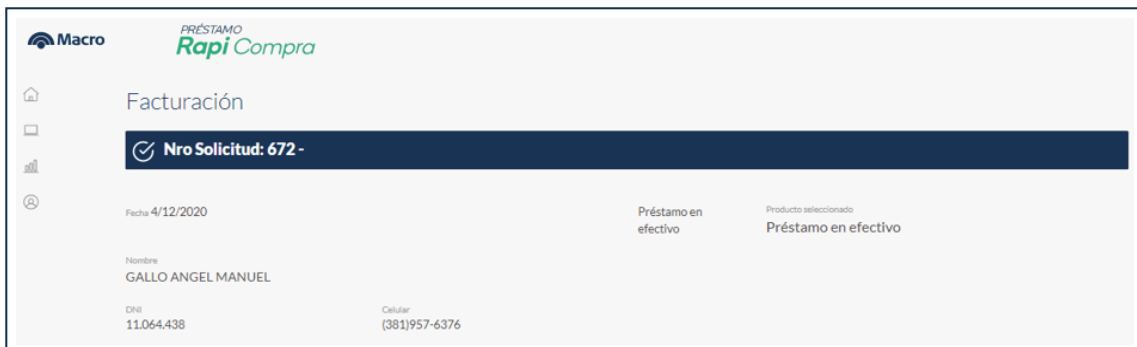 Macro
PRÉSTAMO
Rapi Compra
Facturación
Nro Solicitud: 672 -
Fecha 4/12/2020
Préstamo en
efectivo
Producto seleccionado
Préstamo en efectivo
Nombre
GALLO ANGEL MANUEL
DNI
11.064.438
Celular
(381)957-6376